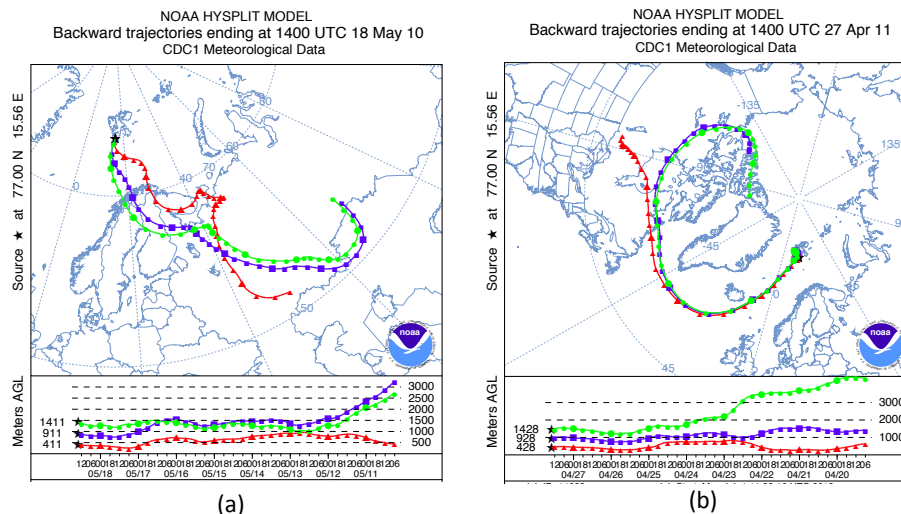 NOAA HYSPLIT MODEL
Backward trajectories ending at 1400 UTC 18 May 10
CDC1 Meteorological Data
Source ★ at 77.00 N 15.56 E
80
70
60
50
40
0
noaa
Meters AGL
1411
911
411
3000
2500
2000
1500
1000
500
120600181206001812060018120600181206001812060018120600181206
05/18 05/17 05/16 05/15 05/14 05/13 05/12 05/11
(a)
NOAA HYSPLIT MODEL
Backward trajectories ending at 1400 UTC 27 Apr 11
CDC1 Meteorological Data
Source ★ at 77.00 N 15.56 E
-135
135
-45
0
45
noaa
Meters AGL
1428
928
428
3000
2000
1000
04/27 04/26 04/25 04/24 04/23 04/22 04/21 04/20
(b)